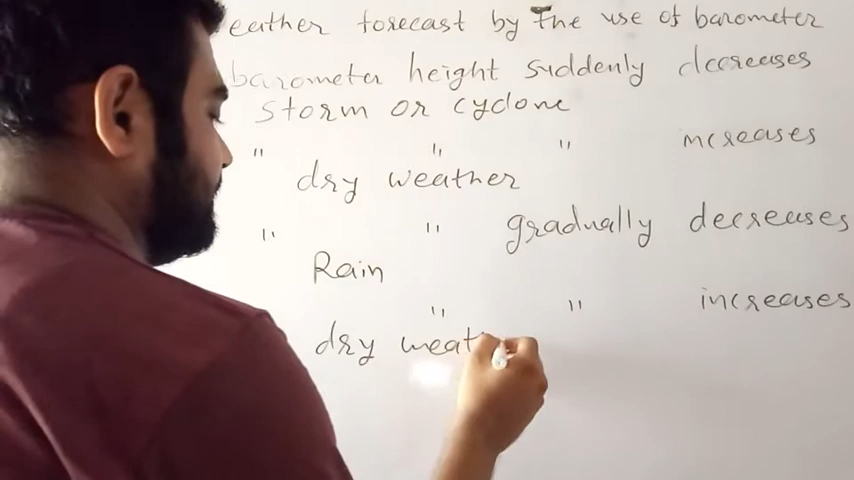 eather forecast by The use of barometer
barometer height suddenly decreases
storm or cyclone
" " " increases
dry weather
" " gradually decreases
Rain
" " increases
dry weat